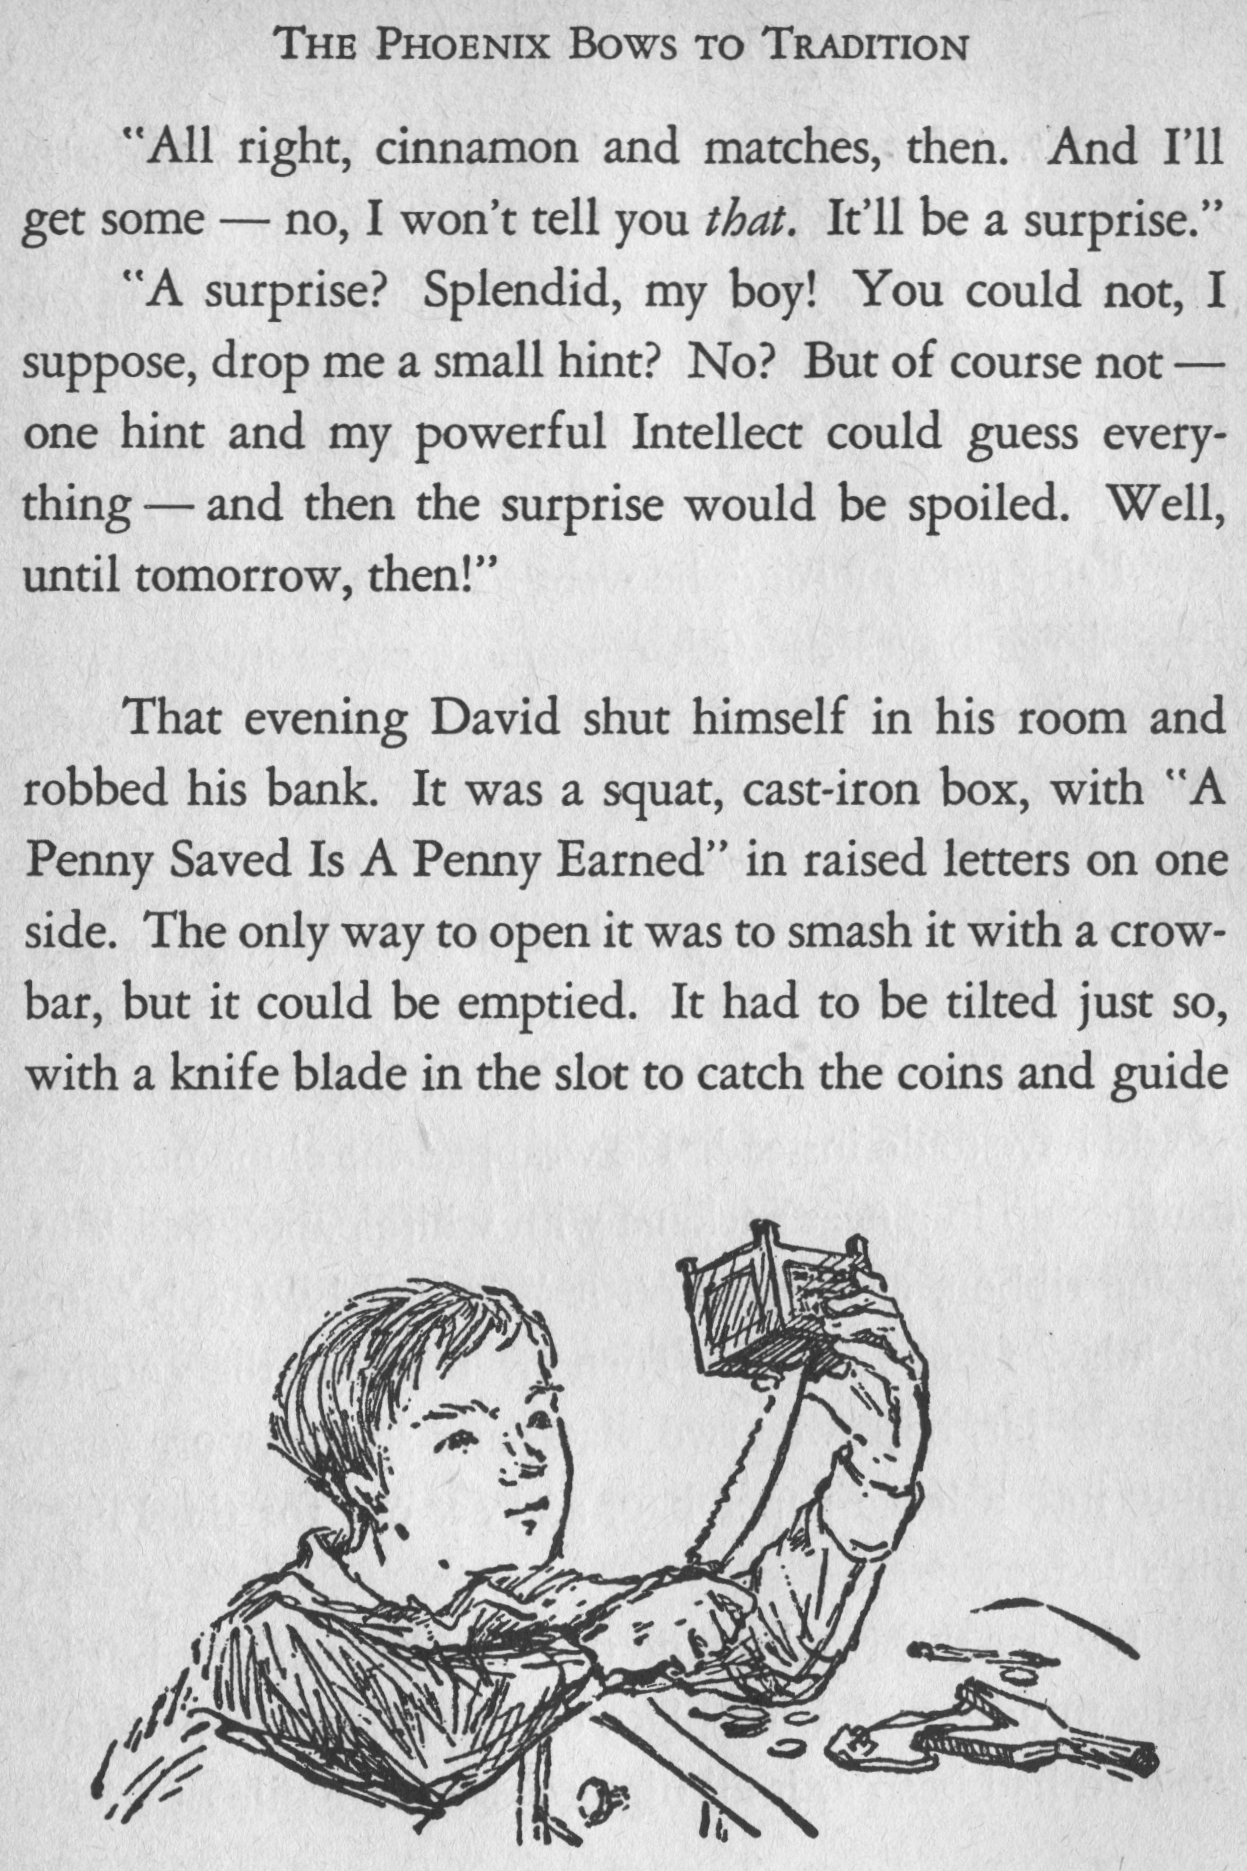 THE PHOENIX BOWS TO TRADITION
“All right, cinnamon and matches, then. And I’ll
get some — no, I won’t tell you that. It’ll be a surprise.”
“A surprise? Splendid, my boy! You could not, I
suppose, drop me a small hint? No? But of course not —
one hint and my powerful Intellect could guess every-
thing — and then the surprise would be spoiled. Well,
until tomorrow, then!”
That evening David shut himself in his room and
robbed his bank. It was a squat, cast-iron box, with “A
Penny Saved Is A Penny Earned” in raised letters on one
side. The only way to open it was to smash it with a crow-
bar, but it could be emptied. It had to be tilted just so,
with a knife blade in the slot to catch the coins and guide